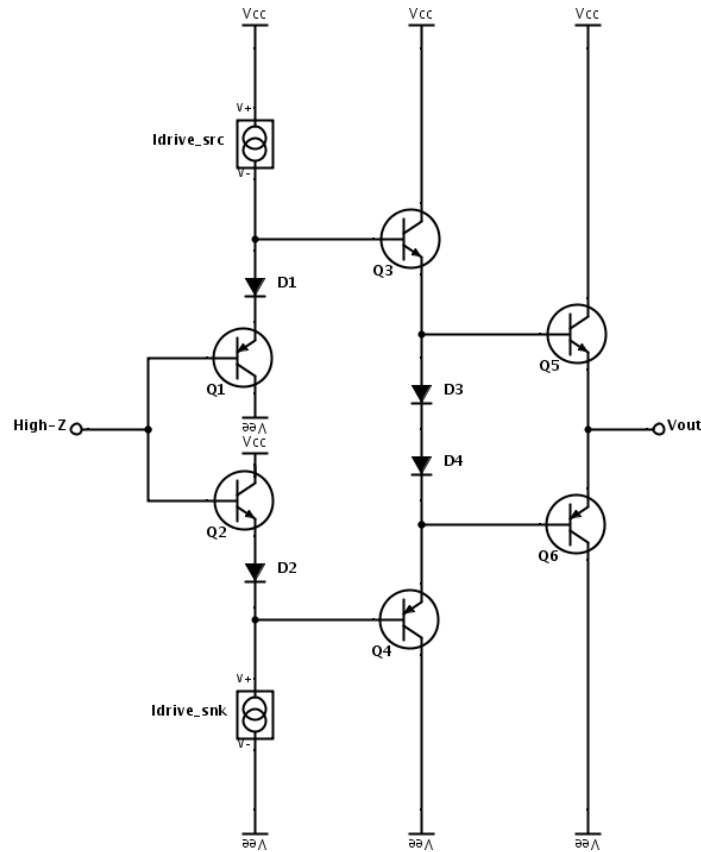 Vcc
Vcc
Vcc
V+
Idrive_src
V-
Q3
D1
Q1
Q5
D3
High-Z
Vee
Vcc
Vout
D4
Q2
Q6
D2
Q4
V+
Idrive_snk
V-
Vee
Vee
Vee